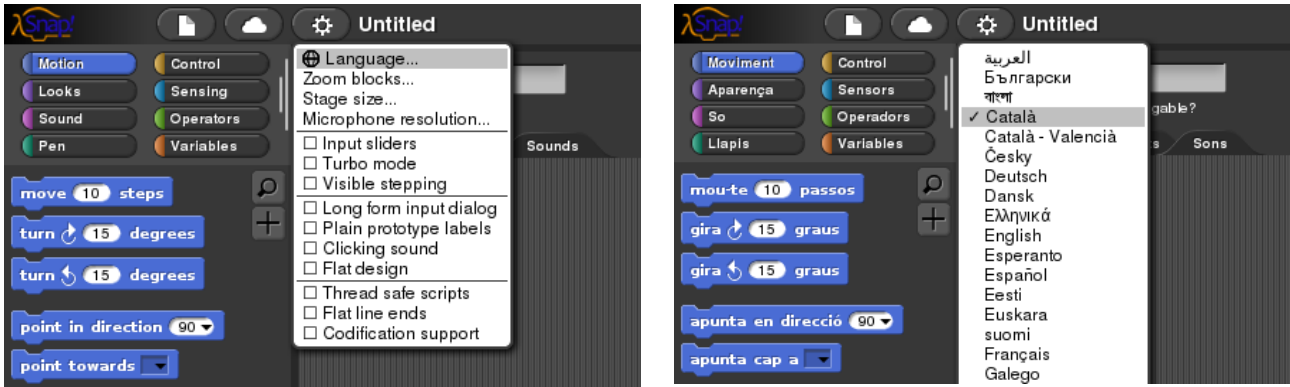 λSnap! Untitled
Motion Control
Looks Sensing
Sound Operators
Pen Variables
move 10 steps
turn 15 degrees
turn 15 degrees
point in direction 90
point towards
Language...
Zoom blocks...
Stage size...
Microphone resolution...
Input sliders
Turbo mode
Visible stepping
Long form input dialog
Plain prototype labels
Clicking sound
Flat design
Thread safe scripts
Flat line ends
Codification support
Sounds
λSnap! Untitled
Moviment Control
Aparença Sensors
So Operadors
Llapis Variables
mou-te 10 passos
gira 15 graus
gira 15 graus
apunta en direcció 90
apunta cap a
العربية
Български
বাংলা
✓ Català
Català - Valencià
Česky
Deutsch
Dansk
Ελληνικά
English
Esperanto
Español
Eesti
Euskara
suomi
Français
Galego
Sons